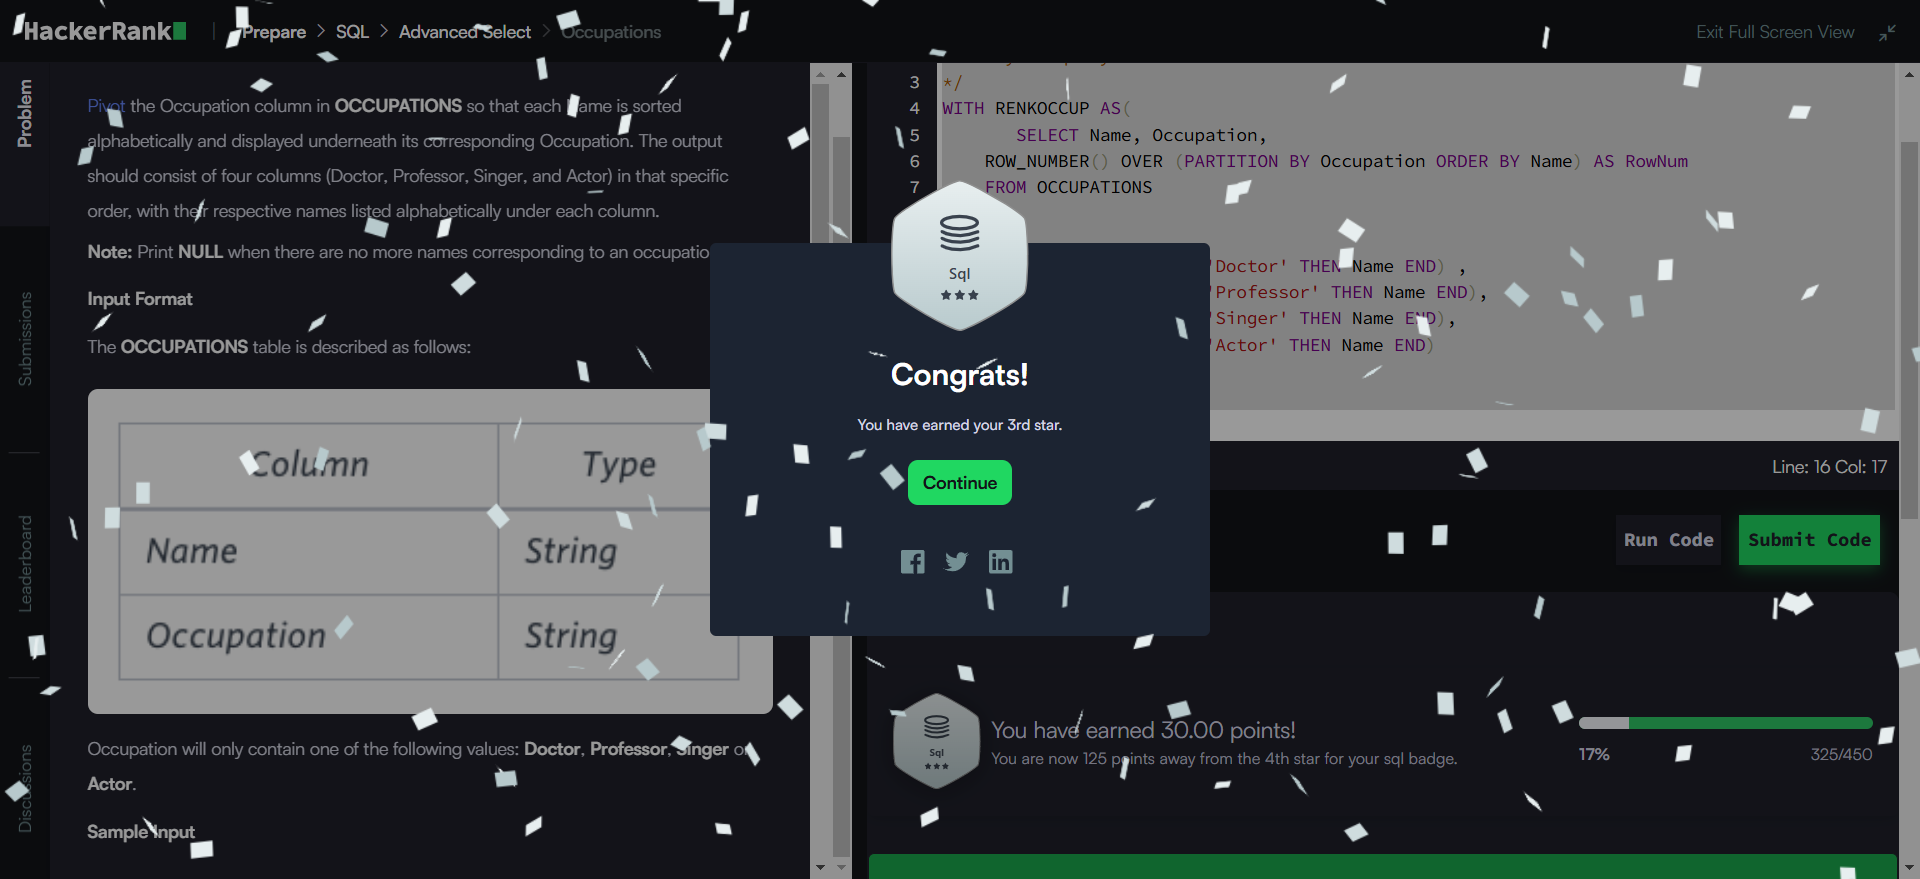 HackerRank
Prepare > SQL > Advanced Select > Occupations
Exit Full Screen View
Problem
Submissions
Leaderboard
Discussions
Pivot the Occupation column in OCCUPATIONS so that each Name is sorted
alphabetically and displayed underneath its corresponding Occupation. The output
should consist of four columns (Doctor, Professor, Singer, and Actor) in that specific
order, with their respective names listed alphabetically under each column.
Note: Print NULL when there are no more names corresponding to an occupatio
Input Format
The OCCUPATIONS table is described as follows:
Column Type
Name String
Occupation String
Occupation will only contain one of the following values: Doctor, Professor, Singer or
Actor.
Sample Input
3 */
4 WITH RENKOCCUP AS(
5 SELECT Name, Occupation,
6 ROW_NUMBER() OVER (PARTITION BY Occupation ORDER BY Name) AS RowNum
7 FROM OCCUPATIONS
'Doctor' THEN Name END) ,
'Professor' THEN Name END),
'Singer' THEN Name END),
'Actor' THEN Name END)
Line: 16 Col: 17
Run Code
Submit Code
Sql
Congrats!
You have earned your 3rd star.
Continue
Sql
You have earned 30.00 points!
You are now 125 points away from the 4th star for your sql badge.
17%
325/450